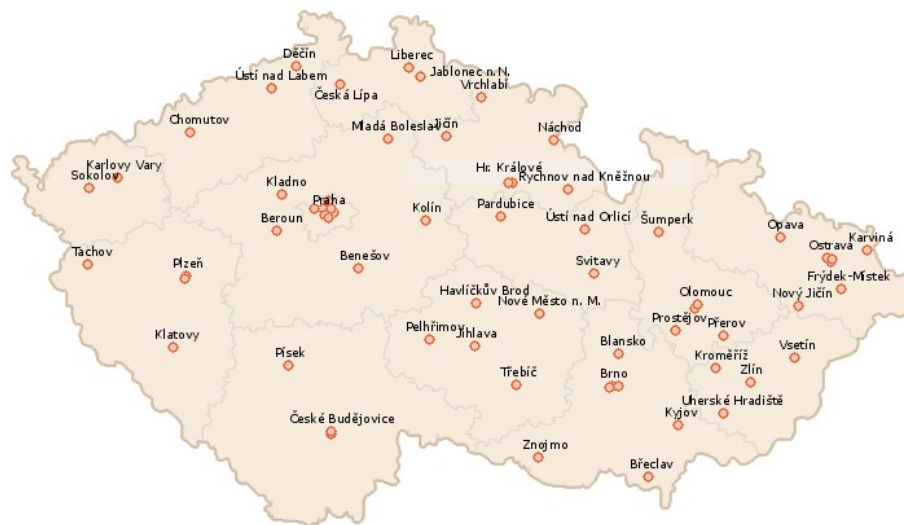 Děčín
Liberec
Ústí nad Labem
Jablonec n. N.
Česká Lípa
Vrchlabí
Chomutov
Mladá Boleslav
Jičín
Náchod
Karlovy Vary
Sokolov
Hr. Králové
Rychnov nad Kněžnou
Kladno
Praha
Kolín
Pardubice
Beroun
Ústí nad Orlicí
Šumperk
Opava
Ostrava
Karviná
Tachov
Plzeň
Benešov
Svitavy
Frýdek-Místek
Havlíčkův Brod
Nové Město n. M.
Olomouc
Nový Jičín
Klatovy
Pelhřimov
Jihlava
Prostějov
Přerov
Písek
Blansko
Vsetín
Třebíč
Brno
Kroměříž
Zlín
České Budějovice
Kyjov
Uherské Hradiště
Znojmo
Břeclav